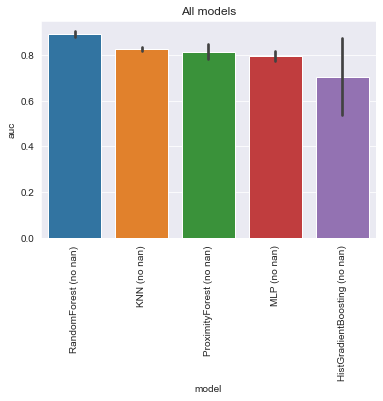 All models
auc
0.8
0.6
0.4
0.2
0.0
RandomForest (no nan)
KNN (no nan)
ProximityForest (no nan)
MLP (no nan)
HistGradientBoosting (no nan)
model